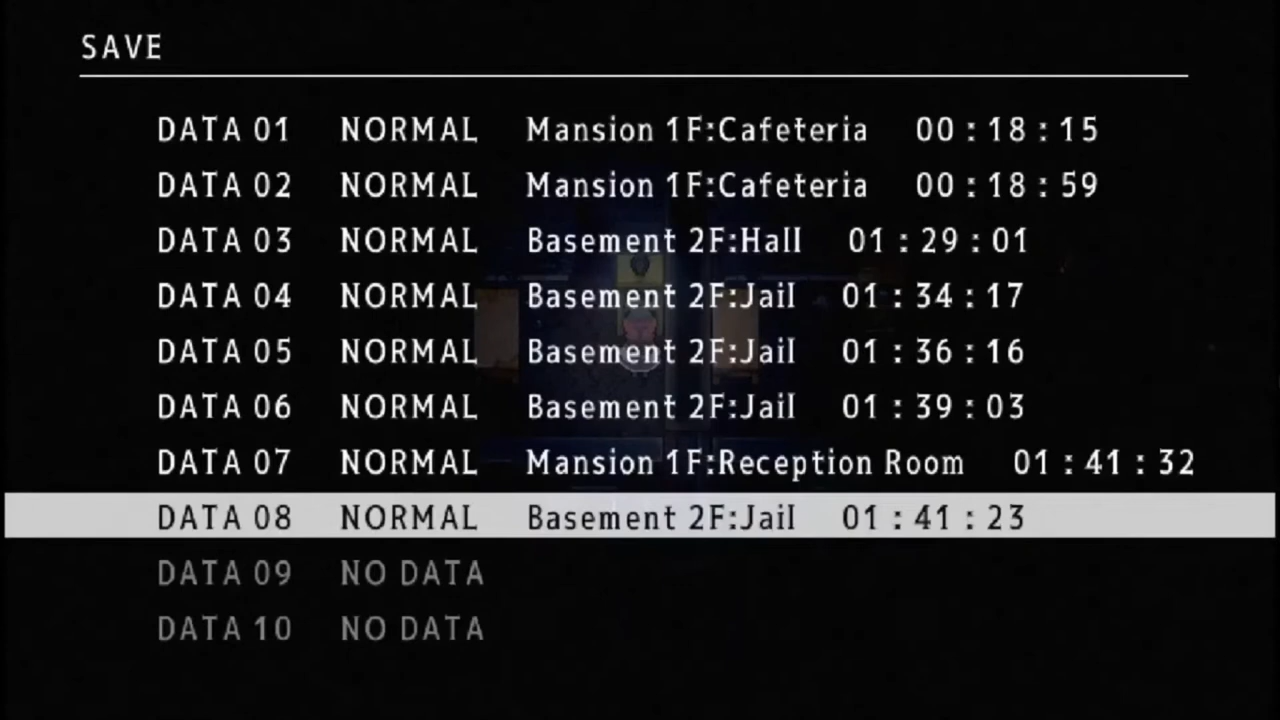 SAVE
DATA 01 NORMAL Mansion 1F:Cafeteria 00:18:15
DATA 02 NORMAL Mansion 1F:Cafeteria 00:18:59
DATA 03 NORMAL Basement 2F:Hall 01:29:01
DATA 04 NORMAL Basement 2F:Jail 01:34:17
DATA 05 NORMAL Basement 2F:Jail 01:36:16
DATA 06 NORMAL Basement 2F:Jail 01:39:03
DATA 07 NORMAL Mansion 1F:Reception Room 01:41:32
DATA 08 NORMAL Basement 2F:Jail 01:41:23
DATA 09 NO DATA
DATA 10 NO DATA